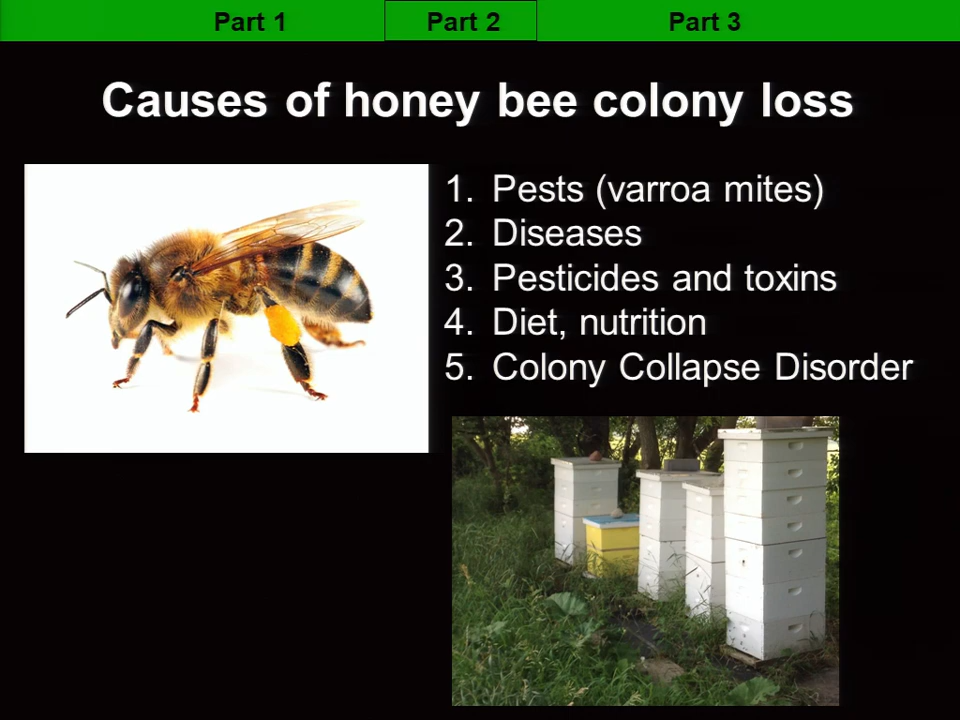 Part 1
Part 2
Part 3
Causes of honey bee colony loss
1. Pests (varroa mites)
2. Diseases
3. Pesticides and toxins
4. Diet, nutrition
5. Colony Collapse Disorder